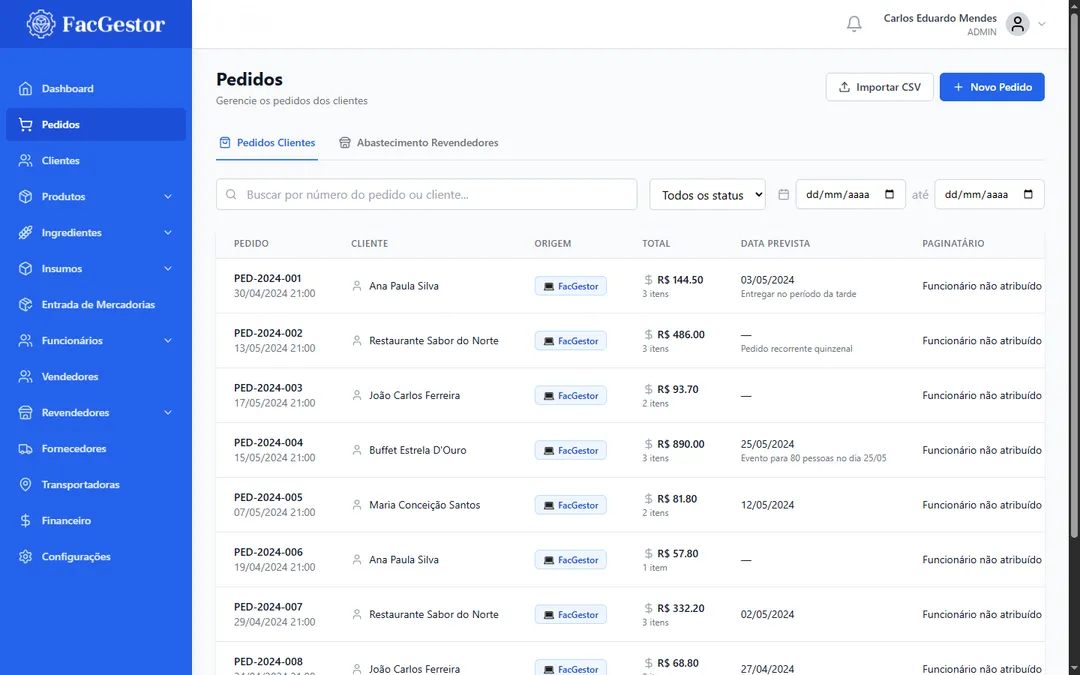 FacGestor
Carlos Eduardo Mendes
ADMIN
Dashboard
Pedidos
Clientes
Produtos
Ingredientes
Insumos
Entrada de Mercadorias
Funcionários
Vendedores
Revendedores
Fornecedores
Transportadoras
Financeiro
Configurações
Pedidos
Gerencie os pedidos dos clientes
Importar CSV
Novo Pedido
Pedidos Clientes
Abastecimento Revendedores
Buscar por número do pedido ou cliente...
Todos os status
dd/mm/aaaa
até
dd/mm/aaaa
PEDIDO CLIENTE ORIGEM TOTAL DATA PREVISTA PAGINATÁRIO
PED-2024-001
30/04/2024 21:00
Ana Paula Silva
FacGestor
R$ 144.50
3 itens
03/05/2024
Entregar no período da tarde
Funcionário não atribuído
PED-2024-002
13/05/2024 21:00
Restaurante Sabor do Norte
FacGestor
R$ 486.00
3 itens
—
Pedido recorrente quinzenal
Funcionário não atribuído
PED-2024-003
17/05/2024 21:00
João Carlos Ferreira
FacGestor
R$ 93.70
2 itens
—
Funcionário não atribuído
PED-2024-004
15/05/2024 21:00
Buffet Estrela D'Ouro
FacGestor
R$ 890.00
3 itens
25/05/2024
Evento para 80 pessoas no dia 25/05
Funcionário não atribuído
PED-2024-005
07/05/2024 21:00
Maria Conceição Santos
FacGestor
R$ 81.80
2 itens
12/05/2024
Funcionário não atribuído
PED-2024-006
19/04/2024 21:00
Ana Paula Silva
FacGestor
R$ 57.80
1 item
—
Funcionário não atribuído
PED-2024-007
29/04/2024 21:00
Restaurante Sabor do Norte
FacGestor
R$ 332.20
3 itens
02/05/2024
Funcionário não atribuído
PED-2024-008
João Carlos Ferreira
FacGestor
R$ 68.80
27/04/2024
Funcionário não atribuído